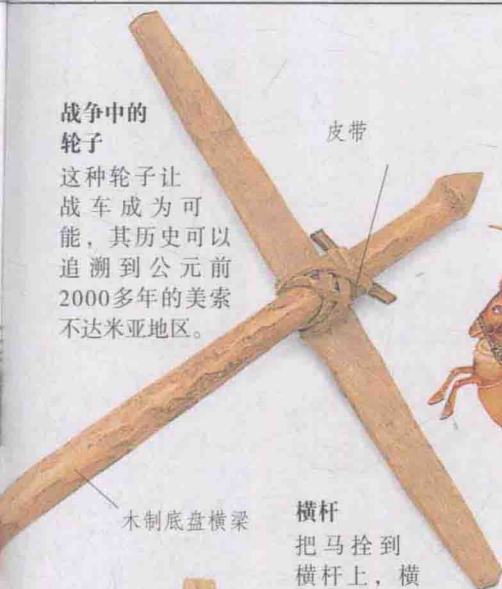 战争中的
轮子
这种轮子让
战车成为可
能，其历史可以
追溯到公元前
2000多年的美索
不达米亚地区。
皮带
木制底盘横梁
横杆
把马拴到
横杆上，横